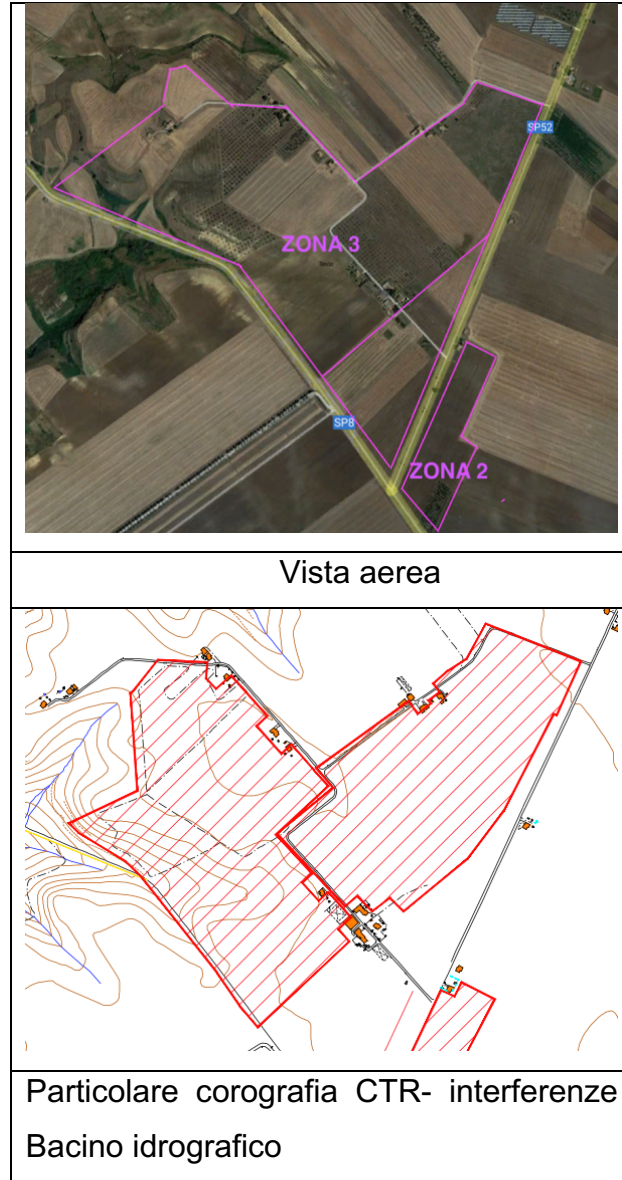 SP52
ZONA 3
SP8
ZONA 2
Vista aerea
Particolare corografia CTR- interferenze
Bacino idrografico